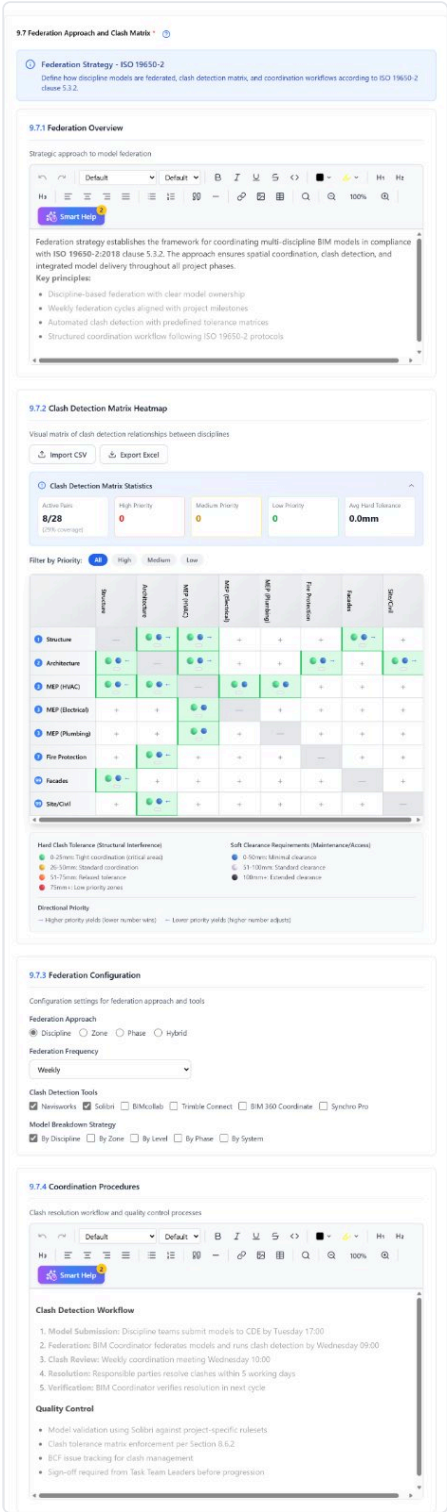 9.7 Federation Approach and Clash Matrix *
Federation Strategy - ISO 19650-2
Define how discipline models are federated, clash detection matrix, and coordination workflows according to ISO 19650-2
clause 5.3.2.
9.7.1 Federation Overview
Strategic approach to model federation
Default Default B I U S <> H1 H2
H3 100%
Smart Help 2
Federation strategy establishes the framework for coordinating multi-discipline BIM models in compliance
with ISO 19650-2:2018 clause 5.3.2. The approach ensures spatial coordination, clash detection, and
integrated model delivery throughout all project phases.
Key principles:
• Discipline-based federation with clear model ownership
• Weekly federation cycles aligned with project milestones
• Automated clash detection with predefined tolerance matrices
• Structured coordination workflow following ISO 19650-2 protocols
9.7.2 Clash Detection Matrix Heatmap
Visual matrix of clash detection relationships between disciplines
Import CSV Export Excel
Clash Detection Matrix Statistics
Active Pairs High Priority Medium Priority Low Priority Avg Hard Tolerance
8/28 0 0 0 0.0mm
(29% coverage)
Filter by Priority: All High Medium Low
Structure Architecture MEP (HVAC) MEP (Electrical) MEP (Plumbing) Fire Protection Facades Site/Civil
1 Structure — + + + +
2 Architecture — + + +
3 MEP (HVAC) — + + +
MEP (Electrical) + + — + + + +
MEP (Plumbing) + + + — + + +
Fire Protection + + + + — + +
Facades + + + + + — +
Site/Civil + + + + + + —
Hard Clash Tolerance (Structural Interference) Soft Clearance Requirements (Maintenance/Access)
0-25mm: Tight coordination (critical areas) 0-50mm: Minimal clearance
26-50mm: Standard coordination 51-100mm: Standard clearance
51-75mm: Relaxed tolerance 100mm+: Extended clearance
75mm+: Low priority zones
Directional Priority
Higher priority yields (lower number wins) Lower priority yields (higher number adjusts)
9.7.3 Federation Configuration
Configuration settings for federation approach and tools
Federation Approach
Discipline Zone Phase Hybrid
Federation Frequency
Weekly
Clash Detection Tools
Navisworks Solibri BIMcollab Trimble Connect BIM 360 Coordinate Synchro Pro
Model Breakdown Strategy
By Discipline By Zone By Level By Phase By System
9.7.4 Coordination Procedures
Clash resolution workflow and quality control processes
Default Default B I U S <> H1 H2
H3 100%
Smart Help 2
Clash Detection Workflow
1. Model Submission: Discipline teams submit models to CDE by Tuesday 17:00
2. Federation: BIM Coordinator federates models and runs clash detection by Wednesday 09:00
3. Clash Review: Weekly coordination meeting Wednesday 10:00
4. Resolution: Responsible parties resolve clashes within 5 working days
5. Verification: BIM Coordinator verifies resolution in next cycle
Quality Control
• Model validation using Solibri against project-specific rulesets
• Clash tolerance matrix enforcement per Section 8.6.2
• BCF issue tracking for clash management
• Sign-off required from Task Team Leaders before progression